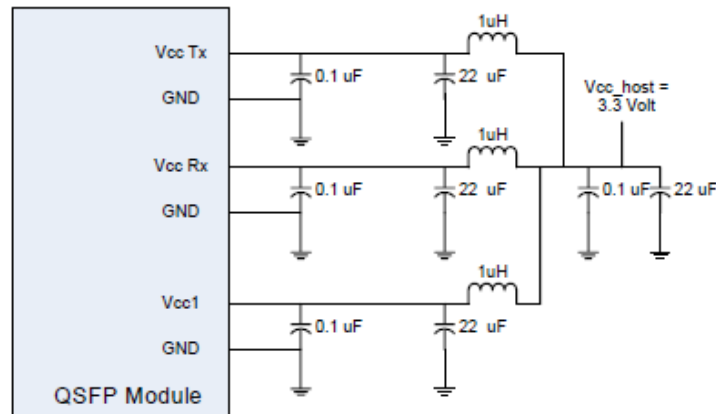 1uH
Vcc Tx
0.1 uF
22 uF
GND
Vcc_host =
3.3 Volt
1uH
Vcc Rx
0.1 uF
22 uF
0.1 uF
22 uF
GND
1uH
Vcc1
0.1 uF
22 uF
GND
QSFP Module